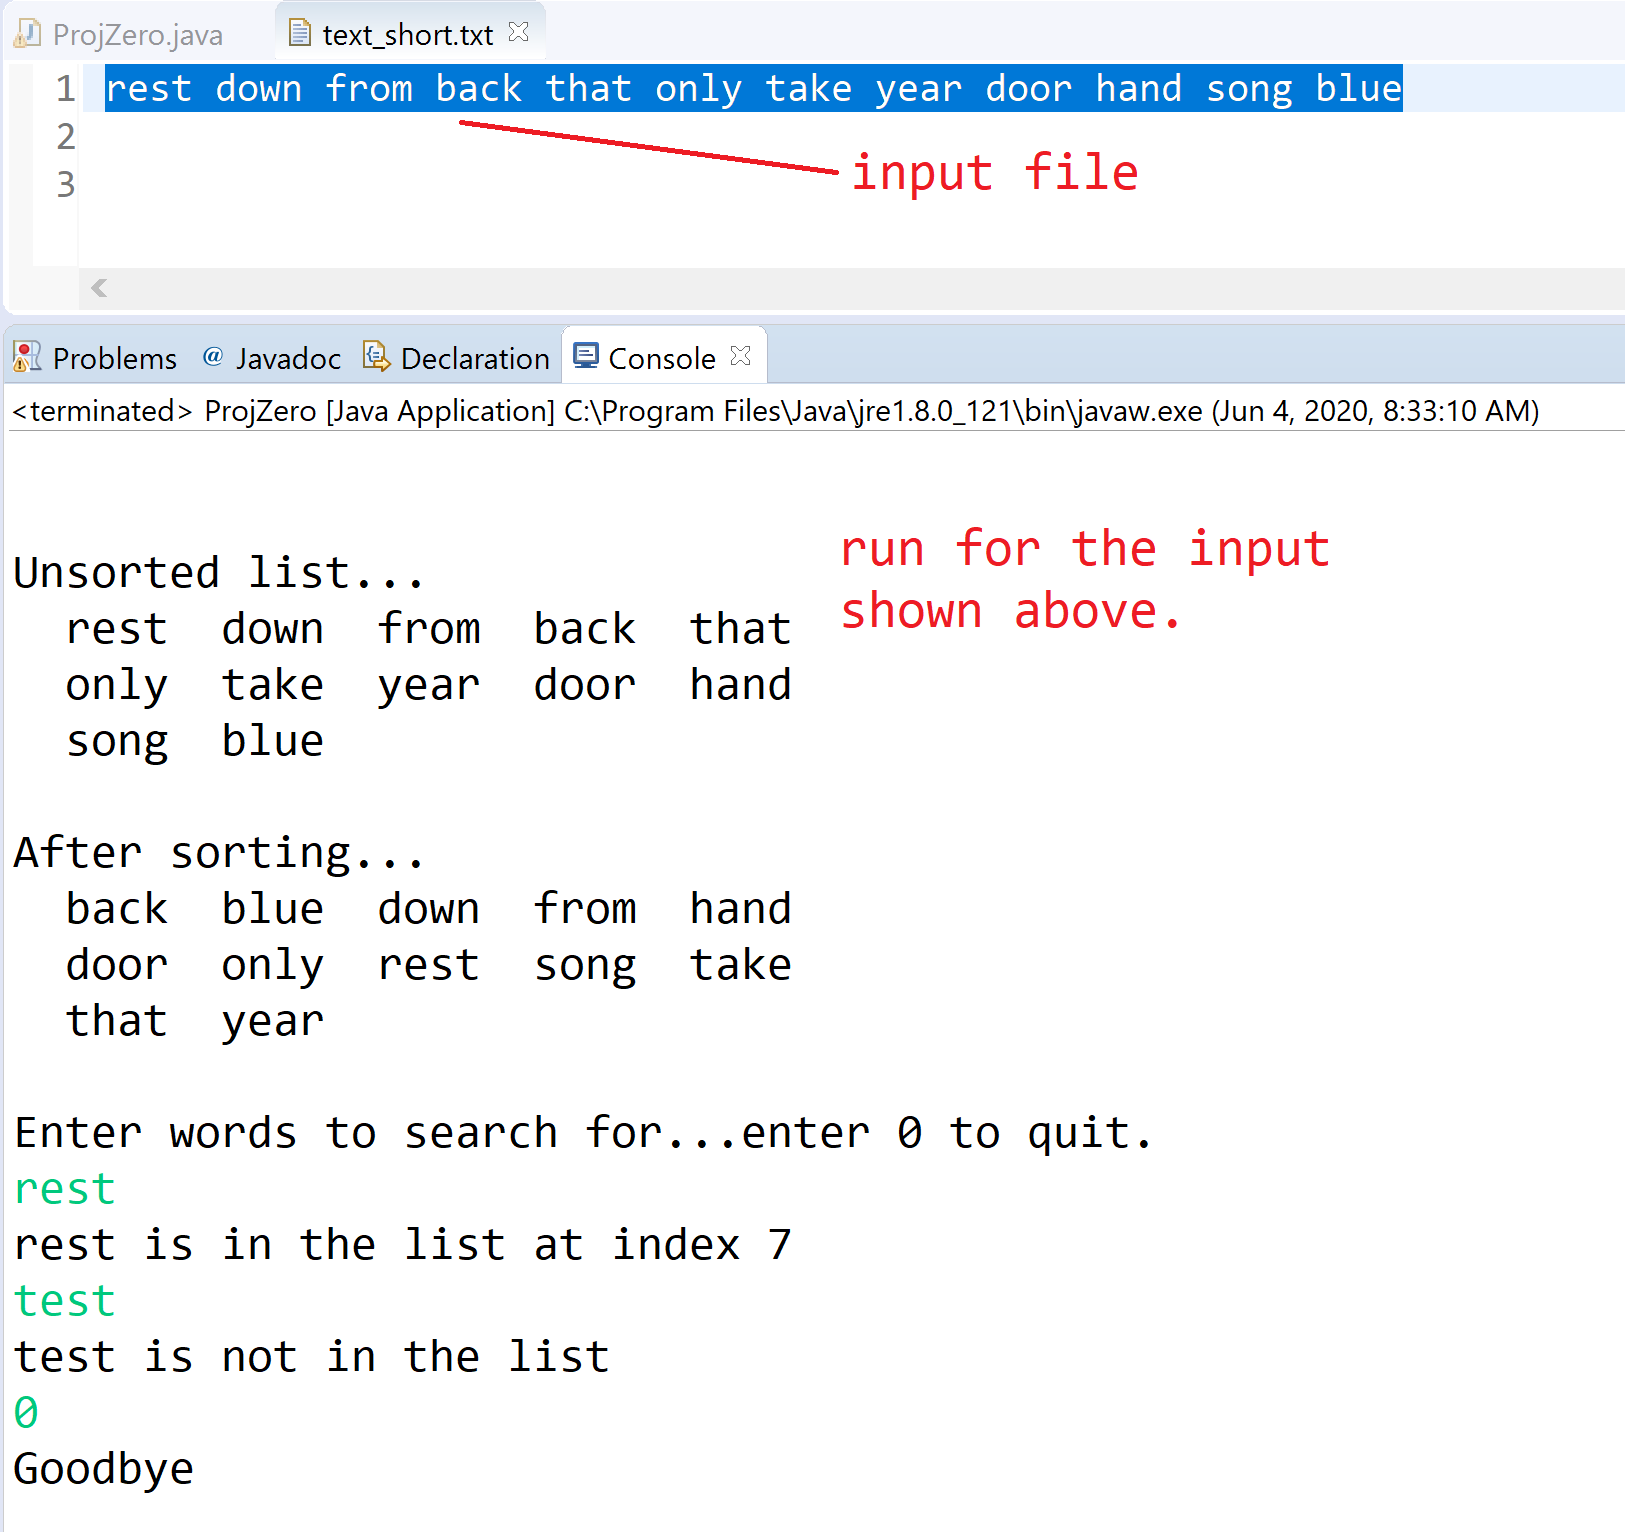 ProjZero.java text_short.txt
1 rest down from back that only take year door hand song blue
2
input file
3
Problems @ Javadoc Declaration Console
<terminated> ProjZero [Java Application] C:\Program Files\Java\jre1.8.0_121\bin\javaw.exe (Jun 4, 2020, 8:33:10 AM)
run for the input
shown above.
Unsorted list...
rest down from back that
only take year door hand
song blue
After sorting...
back blue down from hand
door only rest song take
that year
Enter words to search for...enter 0 to quit.
rest
rest is in the list at index 7
test
test is not in the list
0
Goodbye